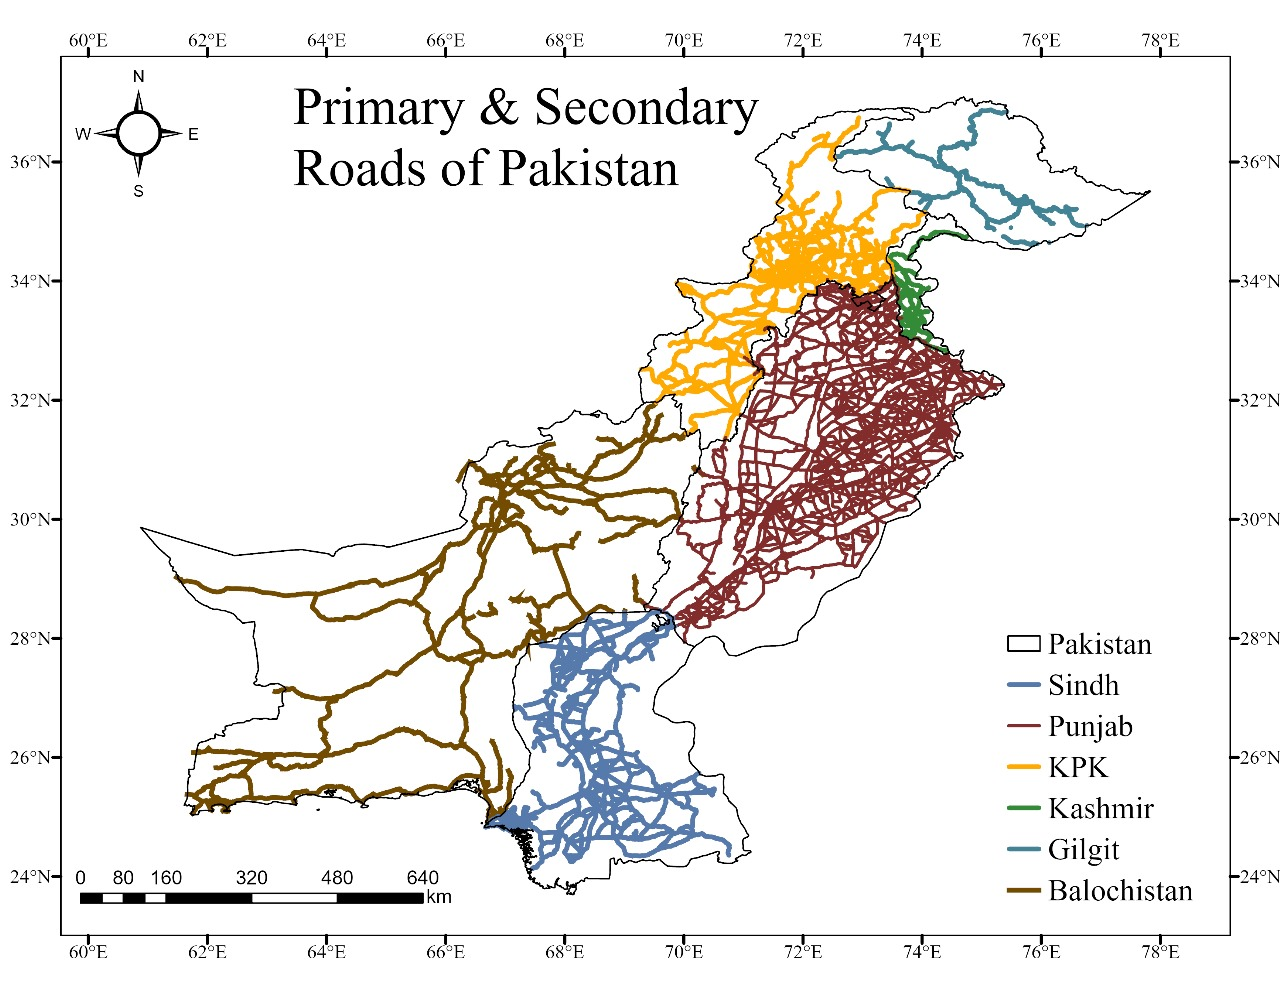 60°E 62°E 64°E 66°E 68°E 70°E 72°E 74°E 76°E 78°E
N
W E
S
Primary & Secondary
Roads of Pakistan
36°N 36°N
34°N 34°N
32°N 32°N
30°N 30°N
28°N 28°N
26°N 26°N
24°N 24°N
Pakistan
Sindh
Punjab
KPK
Kashmir
Gilgit
Balochistan
0 80 160 320 480 640
km
60°E 62°E 64°E 66°E 68°E 70°E 72°E 74°E 76°E 78°E